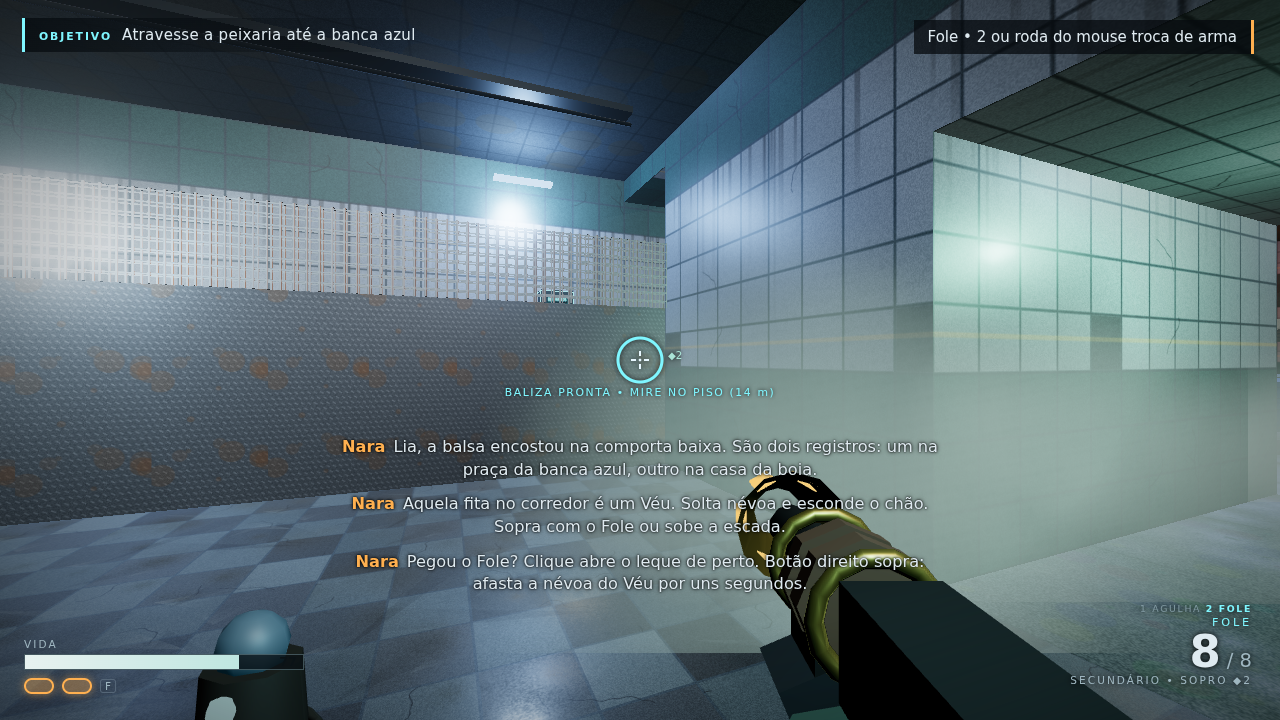 OBJETIVO Atravesse a peixaria até a banca azul
Fole • 2 ou roda do mouse troca de arma
◆2
BALIZA PRONTA • MIRE NO PISO (14 m)
Nara Lia, a balsa encostou na comporta baixa. São dois registros: um na
praça da banca azul, outro na casa da boia.
Nara Aquela fita no corredor é um Véu. Solta névoa e esconde o chão.
Sopra com o Fole ou sobe a escada.
Nara Pegou o Fole? Clique abre o leque de perto. Botão direito sopra:
afasta a névoa do Véu por uns segundos.
VIDA
F
1 AGULHA 2 FOLE
FOLE
8 / 8
SECUNDÁRIO • SOPRO ◆2